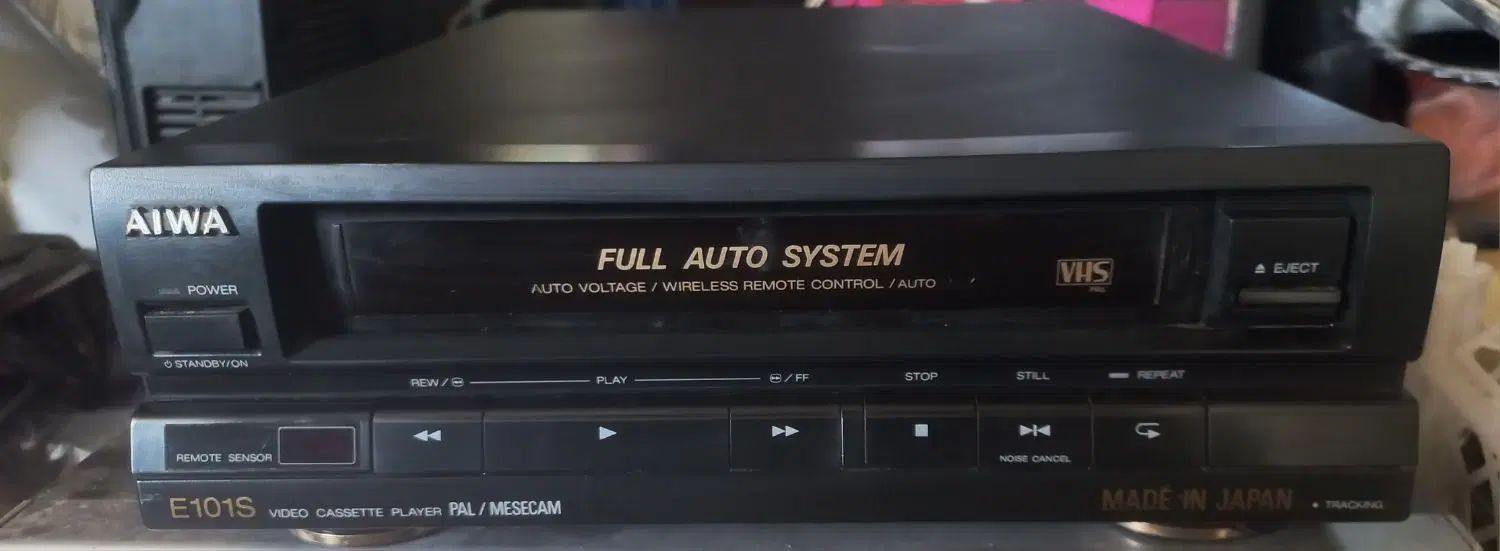 AIWA
FULL AUTO SYSTEM
AUTO VOLTAGE / WIRELESS REMOTE CONTROL / AUTO
VHS
PAL
EJECT
POWER
STANDBY/ON
REW / PLAY / FF STOP STILL REPEAT
REMOTE SENSOR
NOISE CANCEL
E101S VIDEO CASSETTE PLAYER PAL / MESECAM
MADE IN JAPAN • TRACKING